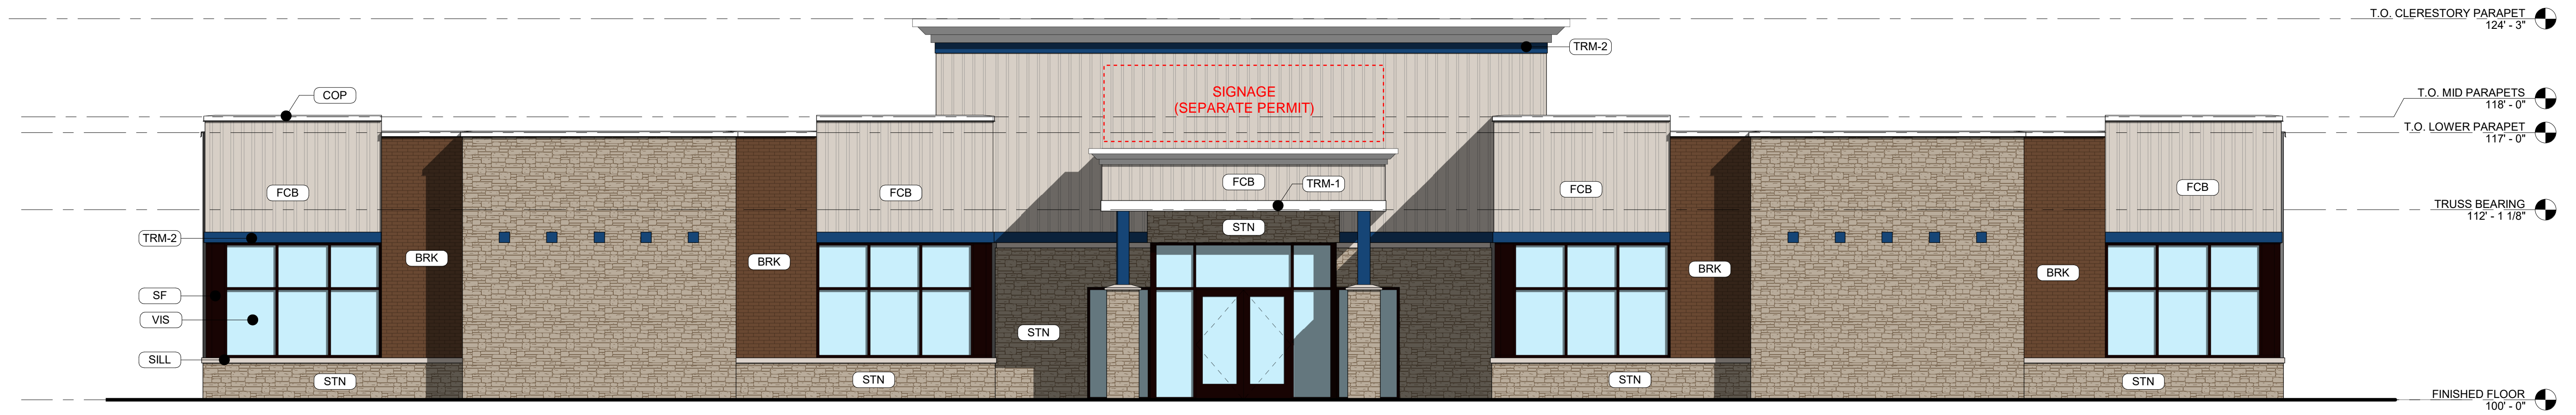 T.O. CLERESTORY PARAPET
124' - 3"
TRM-2
COP
SIGNAGE
(SEPARATE PERMIT)
T.O. MID PARAPETS
118' - 0"
T.O. LOWER PARAPET
117' - 0"
FCB
FCB
FCB
TRM-1
FCB
FCB
TRUSS BEARING
112' - 1 1/8"
STN
TRM-2
BRK
BRK
BRK
BRK
SF
VIS
STN
SILL
STN
STN
STN
STN
FINISHED FLOOR
100' - 0"